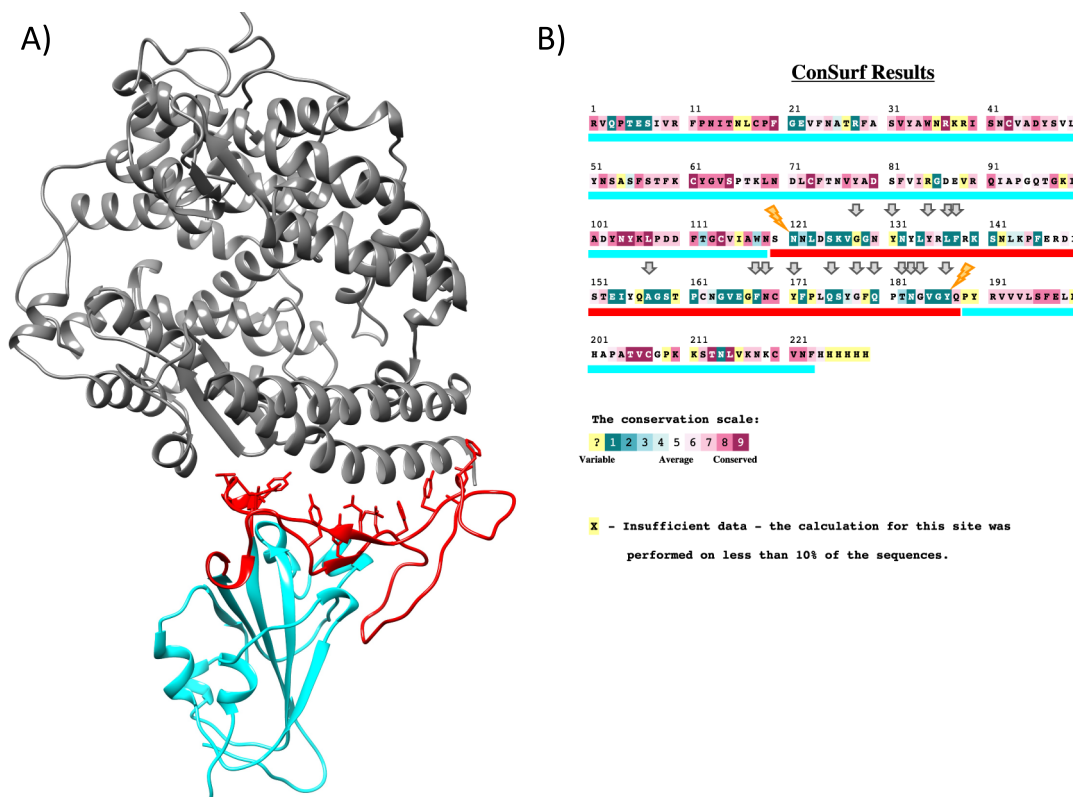 A)
B)
ConSurf Results
1 11 21 31 41
RVQPTESIVR FPNITNLCPF GEVFNATRFA SVYAWNRKRI SNCVADYSVL
51 61 71 81 91
YNSASFSTFK CYGVSPTKLN DLCFTNVYAD SFVIRGDEVR QIAPGQTGKI
101 111 121 131 141
ADYNYKLPDD FTGCVIAWNS NNLDSKVGGN YNYLYRLFRK SNLKPFERDI
151 161 171 181 191
STEIYQAGST PCNGVEGFNC YFPLQSYGFQ PTNGVGYQPY RVVVLSFELL
201 211 221
HAPATVCGPK KSTNLVKNKC VNFHHHHHH
The conservation scale:
? 1 2 3 4 5 6 7 8 9
Variable Average Conserved
X - Insufficient data - the calculation for this site was
performed on less than 10% of the sequences.